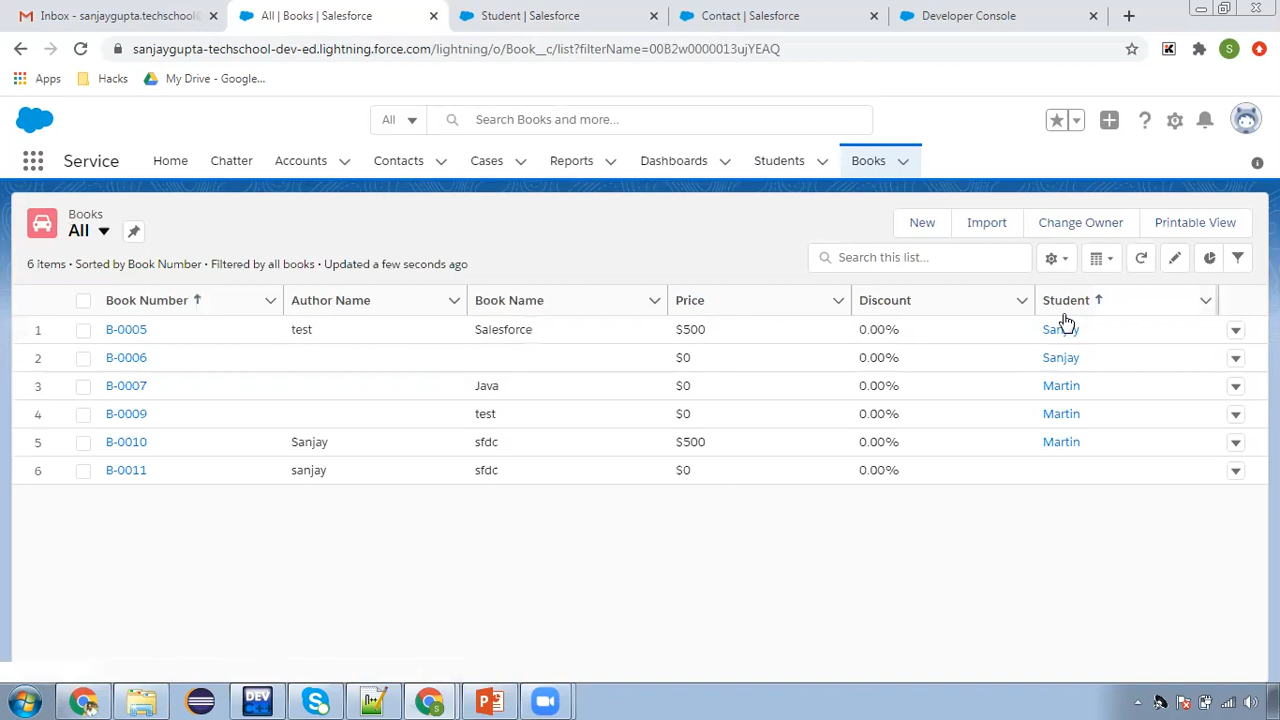 Inbox - sanjaygupta.techschool
All | Books | Salesforce
Student | Salesforce
Contact | Salesforce
Developer Console
sanjaygupta-techschool-dev-ed.lightning.force.com/lightning/o/Book__c/list?filterName=00B2w0000013ujYEAQ
S
Apps
Hacks
My Drive - Google...
All
Search Books and more...
Service
Home
Chatter
Accounts
Contacts
Cases
Reports
Dashboards
Students
Books
Books
All
New
Import
Change Owner
Printable View
6 items • Sorted by Book Number • Filtered by all books • Updated a few seconds ago
Search this list...
Book Number Author Name Book Name Price Discount Student
1 B-0005 test Salesforce $500 0.00% Sanjay
2 B-0006 $0 0.00% Sanjay
3 B-0007 Java $0 0.00% Martin
4 B-0009 test $0 0.00% Martin
5 B-0010 Sanjay sfdc $500 0.00% Martin
6 B-0011 sanjay sfdc $0 0.00%